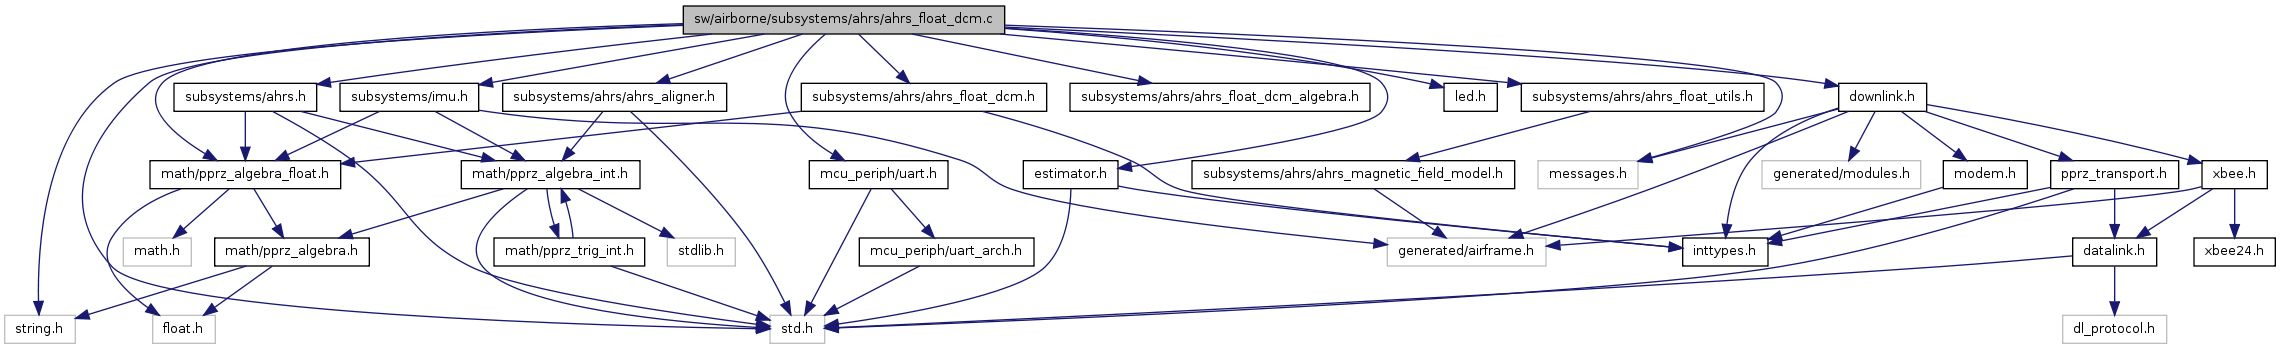 sw/airborne/subsystems/ahrs/ahrs_float_dcm.c
subsystems/ahrs.h
subsystems/imu.h
subsystems/ahrs/ahrs_aligner.h
subsystems/ahrs/ahrs_float_dcm.h
subsystems/ahrs/ahrs_float_dcm_algebra.h
led.h
subsystems/ahrs/ahrs_float_utils.h
downlink.h
math/pprz_algebra_float.h
math/pprz_algebra_int.h
mcu_periph/uart.h
estimator.h
subsystems/ahrs/ahrs_magnetic_field_model.h
messages.h
generated/modules.h
modem.h
pprz_transport.h
xbee.h
math.h
math/pprz_algebra.h
math/pprz_trig_int.h
stdlib.h
mcu_periph/uart_arch.h
generated/airframe.h
inttypes.h
datalink.h
xbee24.h
string.h
float.h
std.h
dl_protocol.h